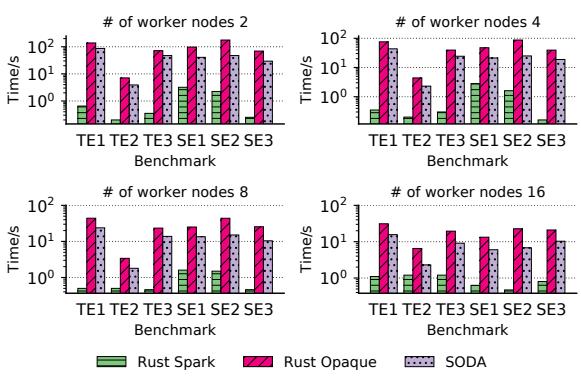 # of worker nodes 2
10²
10¹
10⁰
Time/s
TE1 TE2 TE3 SE1 SE2 SE3
Benchmark
# of worker nodes 4
10²
10¹
10⁰
Time/s
TE1 TE2 TE3 SE1 SE2 SE3
Benchmark
# of worker nodes 8
10²
10¹
10⁰
Time/s
TE1 TE2 TE3 SE1 SE2 SE3
Benchmark
# of worker nodes 16
10²
10¹
10⁰
Time/s
TE1 TE2 TE3 SE1 SE2 SE3
Benchmark
Rust Spark Rust Opaque SODA